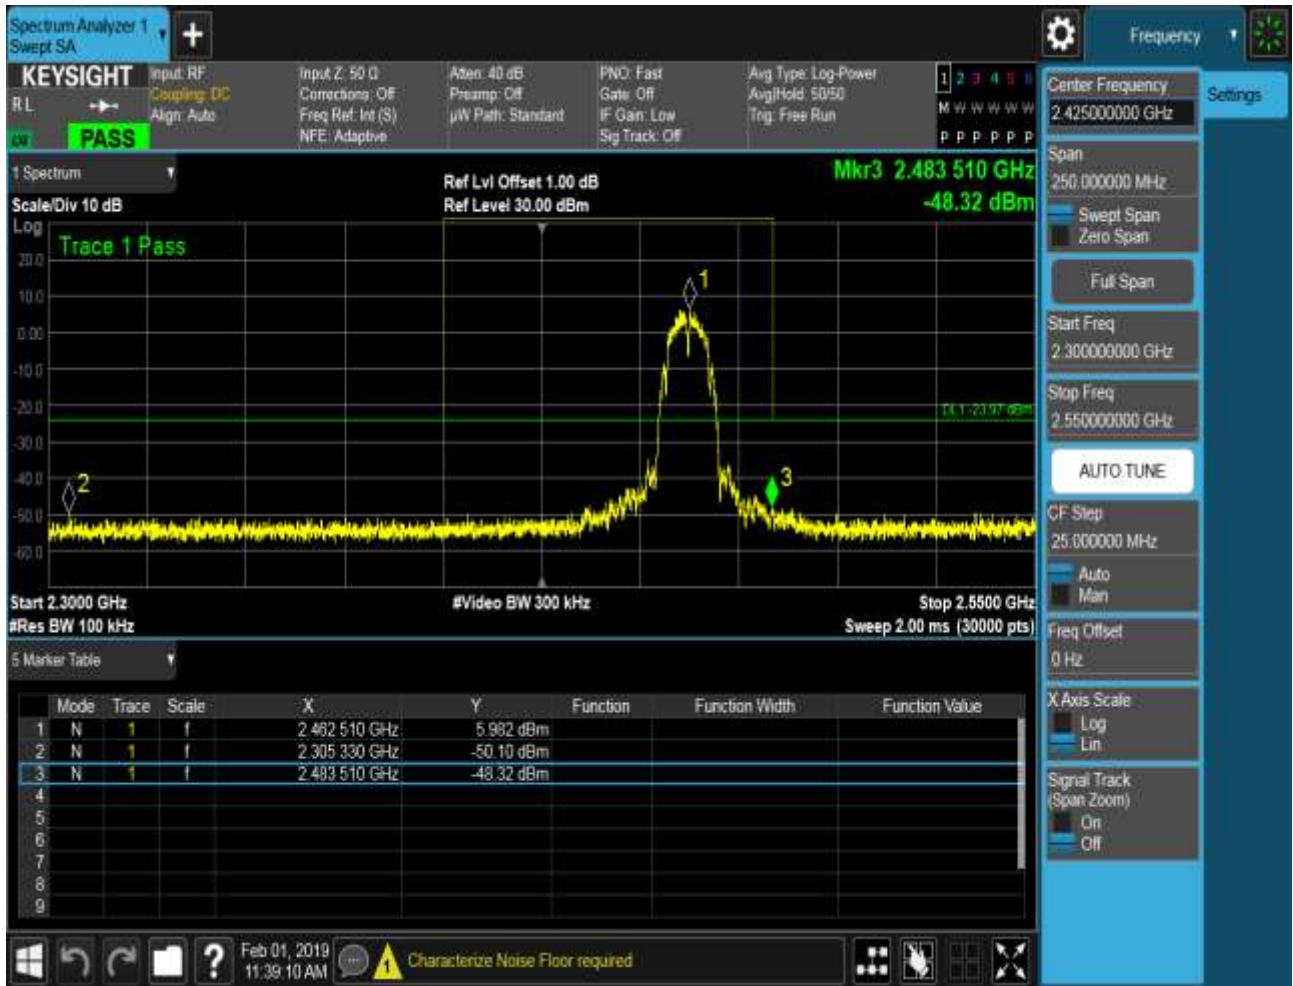 Spectrum Analyzer 1
Swept SA
Frequency
KEYSIGHT
R L
PASS
Input: RF
Coupling: DC
Align: Auto
Input Z: 50 Ω
Corrections: Off
Freq Ref: Int (S)
NFE: Adaptive
Atten: 40 dB
Preamp: Off
µW Path: Standard
PNO: Fast
Gate: Off
IF Gain: Low
Sig Track: Off
Avg Type: Log-Power
Avg|Hold: 50/50
Trig: Free Run
1 2 3 4 5 6
M W W W W W
P P P P P P
1 Spectrum
Scale/Div 10 dB
Ref Lvl Offset 1.00 dB
Ref Level 30.00 dBm
Mkr3 2.483 510 GHz
-48.32 dBm
Log
Trace 1 Pass
20.0
10.0
0.00
-10.0
-20.0
-30.0
-40.0
-50.0
-60.0
1
2
3
DL1 -23.97 dBm
Start 2.3000 GHz
#Video BW 300 kHz
Stop 2.5500 GHz
#Res BW 100 kHz
Sweep 2.00 ms (30000 pts)
5 Marker Table
Mode Trace Scale X Y Function Function Width Function Value
1 N 1 f 2.462 510 GHz 5.982 dBm
2 N 1 f 2.305 330 GHz -50.10 dBm
3 N 1 f 2.483 510 GHz -48.32 dBm
4
5
6
7
8
9
Feb 01, 2019
11:39:10 AM
Characterize Noise Floor required
Settings
Center Frequency
2.425000000 GHz
Span
250.000000 MHz
Swept Span
Zero Span
Full Span
Start Freq
2.300000000 GHz
Stop Freq
2.550000000 GHz
AUTO TUNE
CF Step
25.000000 MHz
Auto
Man
Freq Offset
0 Hz
X Axis Scale
Log
Lin
Signal Track
(Span Zoom)
On
Off